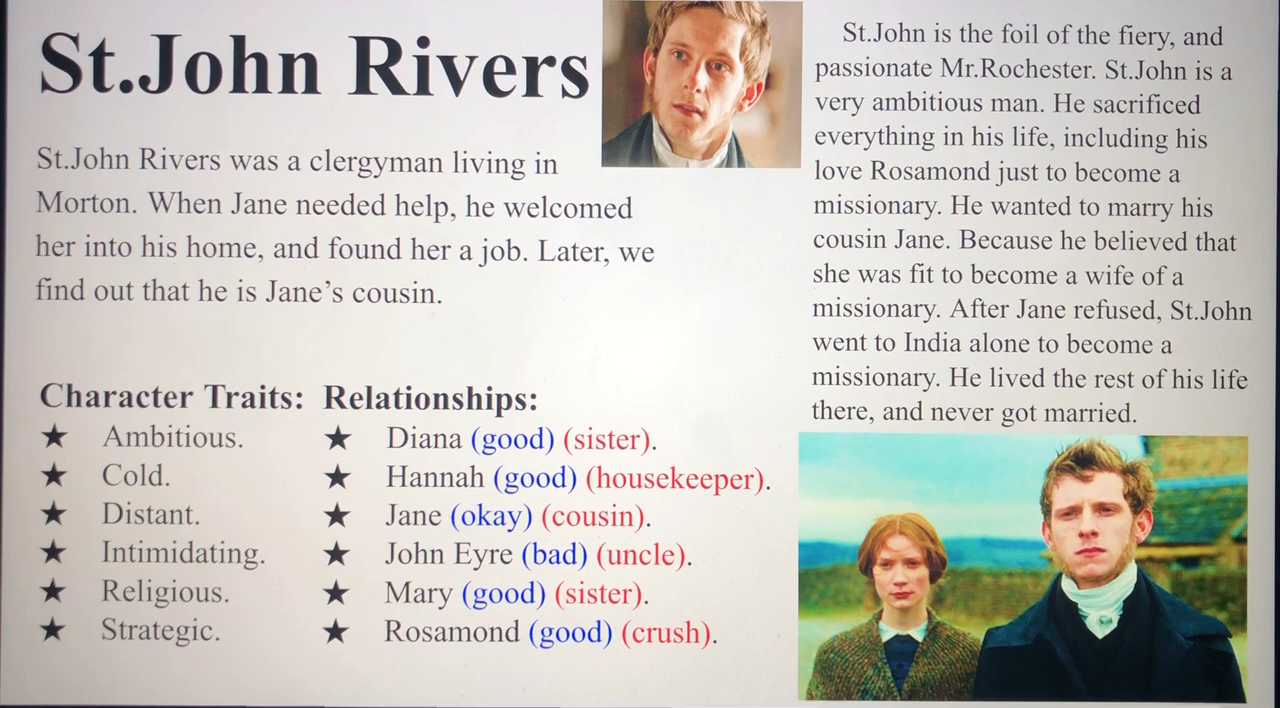 St.John Rivers
St.John Rivers was a clergyman living in
Morton. When Jane needed help, he welcomed
her into his home, and found her a job. Later, we
find out that he is Jane’s cousin.
Character Traits:
★ Ambitious.
★ Cold.
★ Distant.
★ Intimidating.
★ Religious.
★ Strategic.
Relationships:
★ Diana (good) (sister).
★ Hannah (good) (housekeeper).
★ Jane (okay) (cousin).
★ John Eyre (bad) (uncle).
★ Mary (good) (sister).
★ Rosamond (good) (crush).
St.John is the foil of the fiery, and
passionate Mr.Rochester. St.John is a
very ambitious man. He sacrificed
everything in his life, including his
love Rosamond just to become a
missionary. He wanted to marry his
cousin Jane. Because he believed that
she was fit to become a wife of a
missionary. After Jane refused, St.John
went to India alone to become a
missionary. He lived the rest of his life
there, and never got married.